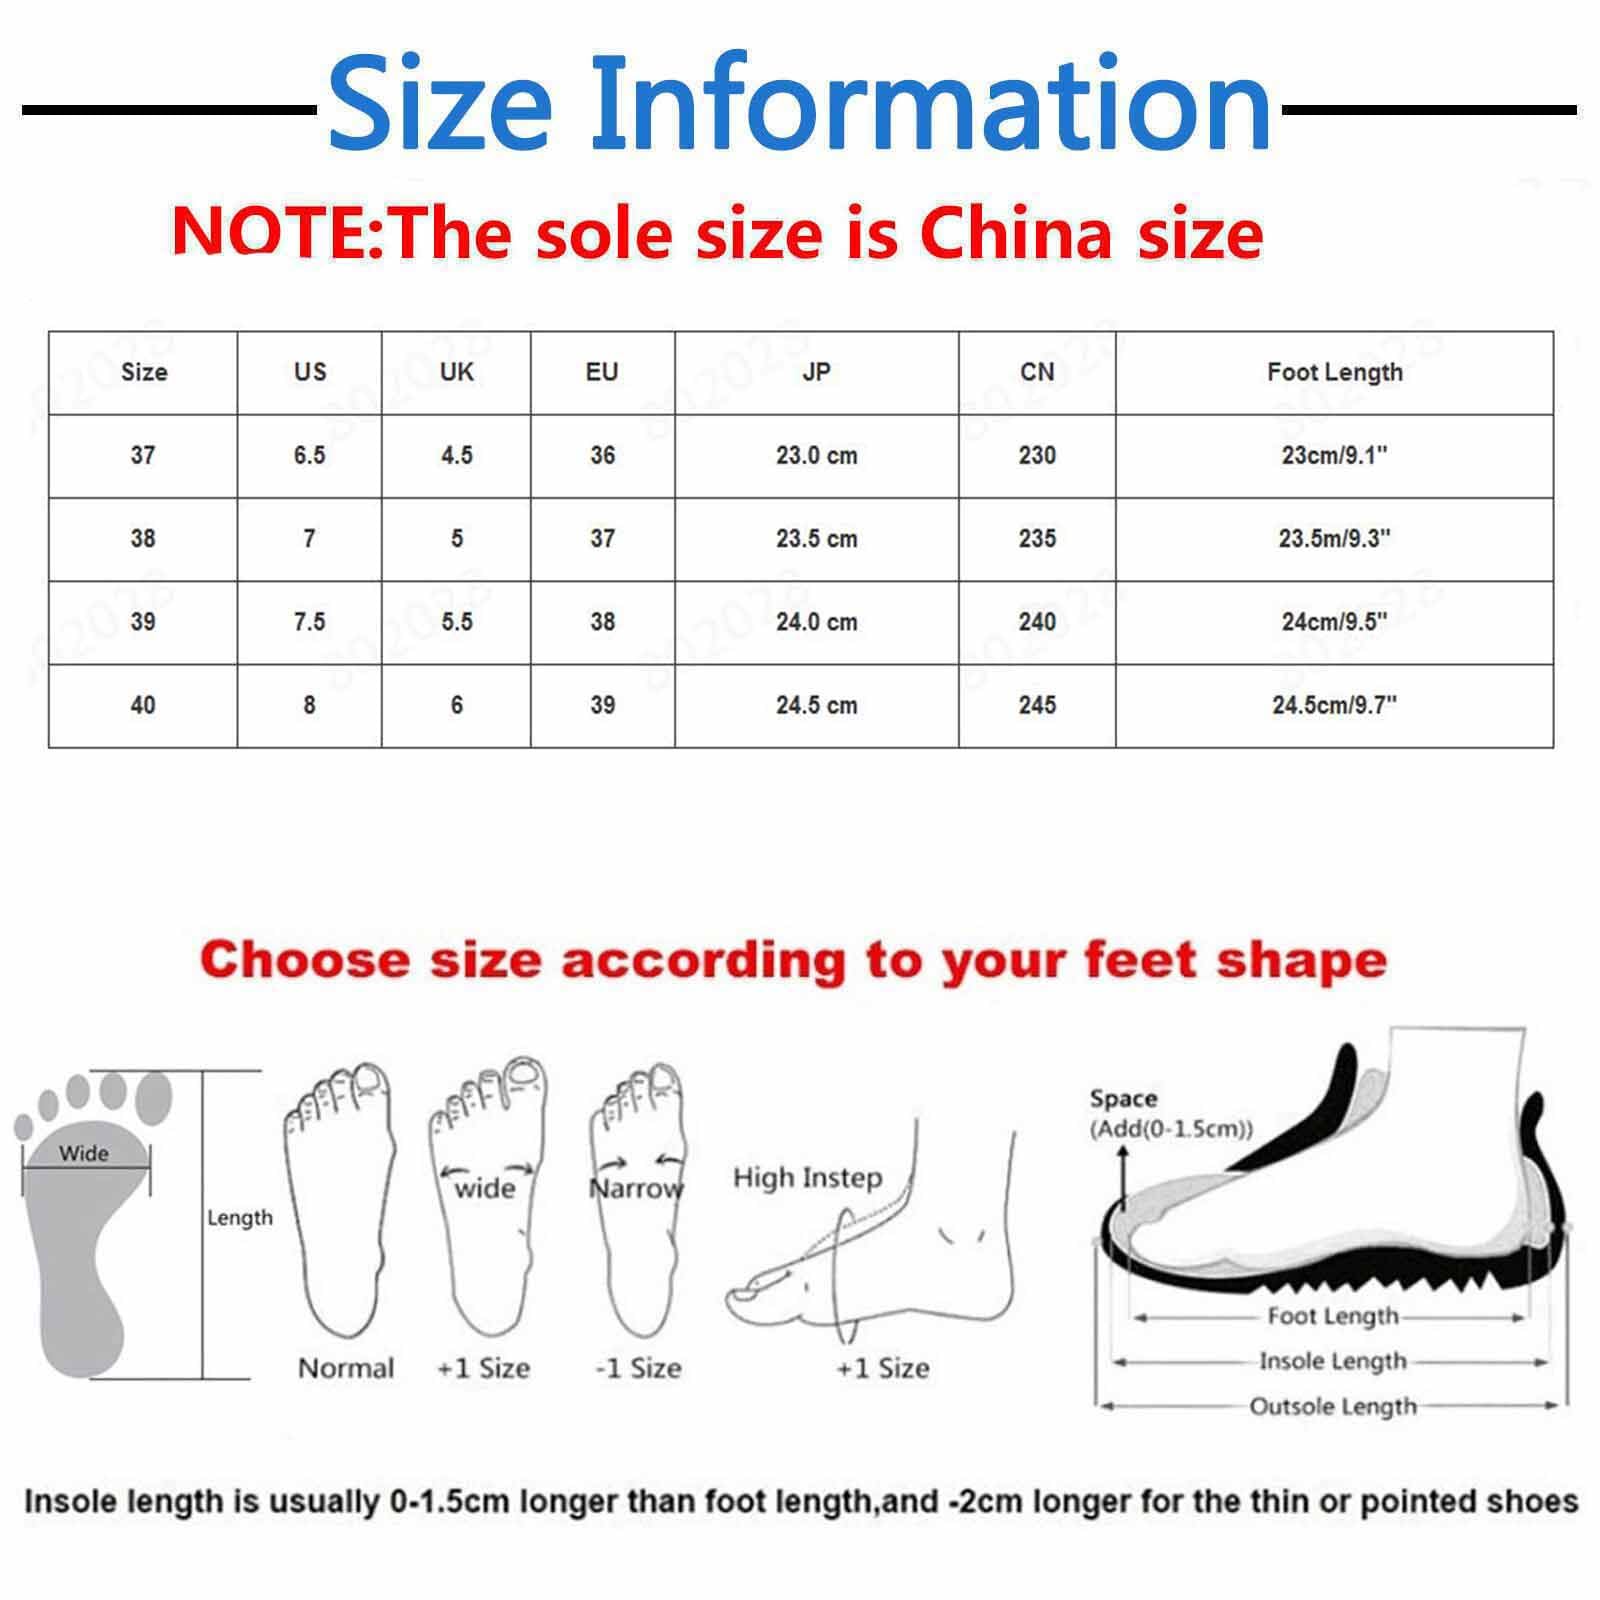 Size Information
NOTE:The sole size is China size
Size US UK EU JP CN Foot Length
37 6.5 4.5 36 23.0 cm 230 23cm/9.1"
38 7 5 37 23.5 cm 235 23.5m/9.3"
39 7.5 5.5 38 24.0 cm 240 24cm/9.5"
40 8 6 39 24.5 cm 245 24.5cm/9.7"
Choose size according to your feet shape
Wide
Length
Normal
wide
+1 Size
Narrow
-1 Size
High Instep
+1 Size
Space
(Add(0-1.5cm))
Foot Length
Insole Length
Outsole Length
Insole length is usually 0-1.5cm longer than foot length,and -2cm longer for the thin or pointed shoes